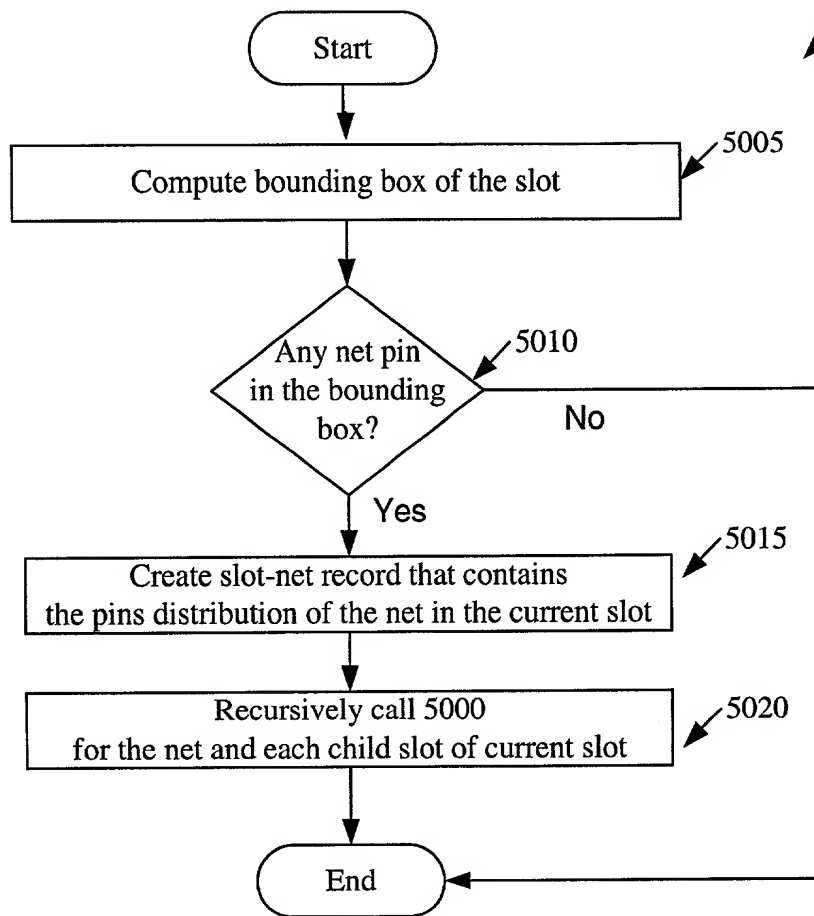 Start
5005
Compute bounding box of the slot
5010
Any net pin
in the bounding
box?
No
Yes
5015
Create slot-net record that contains
the pins distribution of the net in the current slot
5020
Recursively call 5000
for the net and each child slot of current slot
End